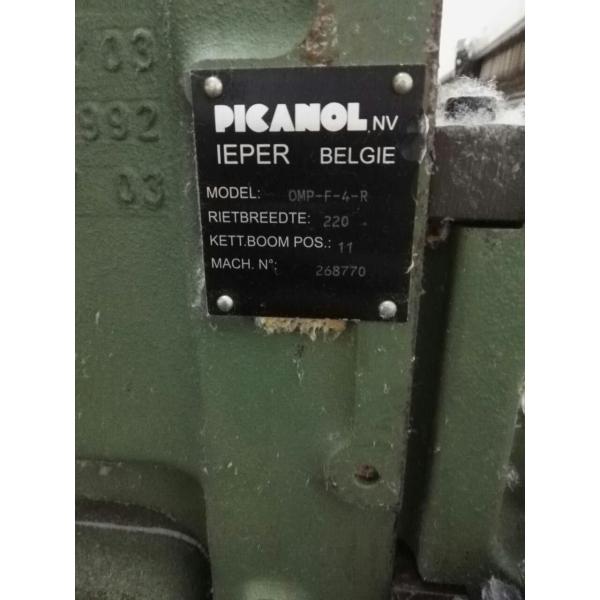 03
992
03
PICANOL NV
IEPER BELGIE
MODEL: OMP-F-4-R
RIETBREEDTE: 220
KETT.BOOM POS.: 11
MACH. N°: 268770